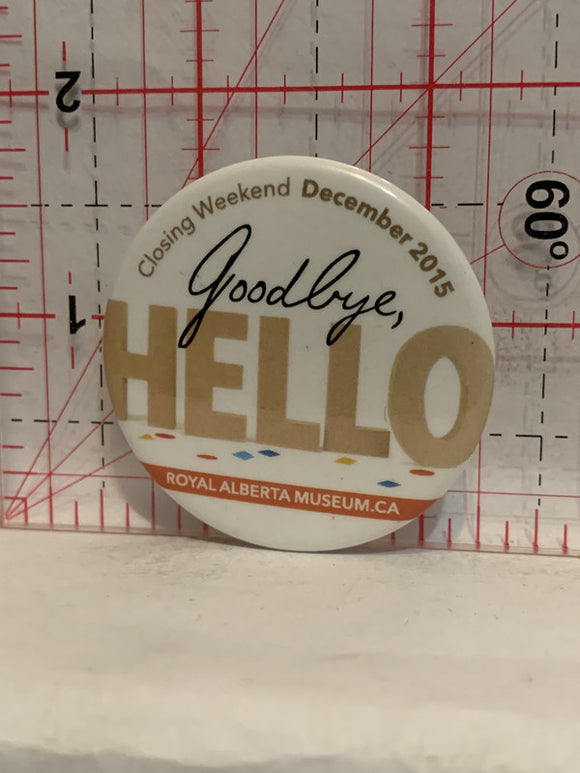 2
60°
1
Closing Weekend December 2015
Goodbye,
HELLO
ROYAL ALBERTA MUSEUM.CA